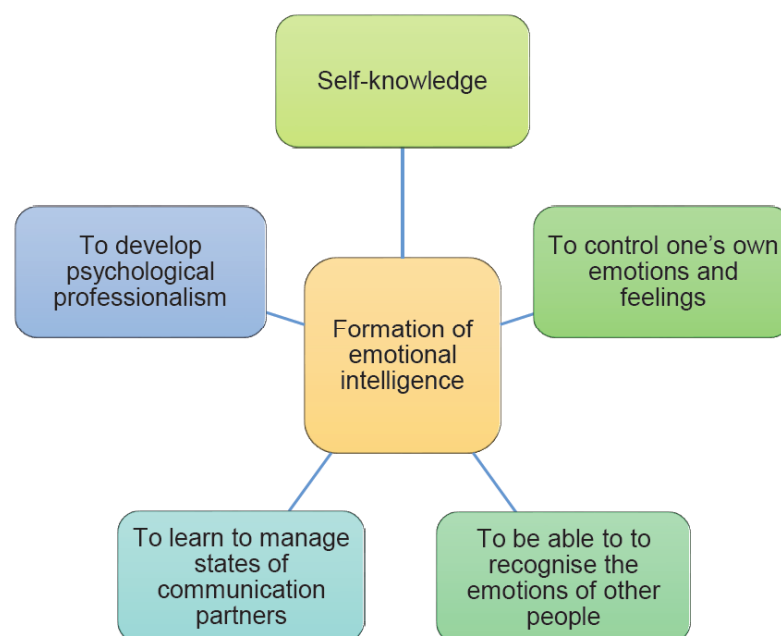 Self-knowledge
To develop
psychological
professionalism
To control one's own
emotions and
feelings
Formation of
emotional
intelligence
To learn to manage
states of
communication
partners
To be able to to
recognise the
emotions of other
people